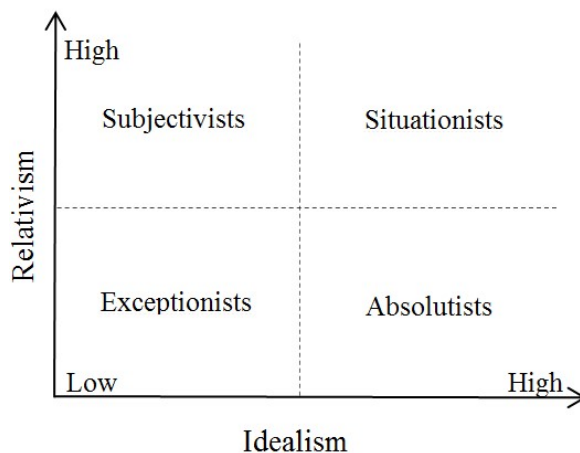 High
Subjectivists
Situationists
Relativism
Exceptionists
Absolutists
Low
High
Idealism